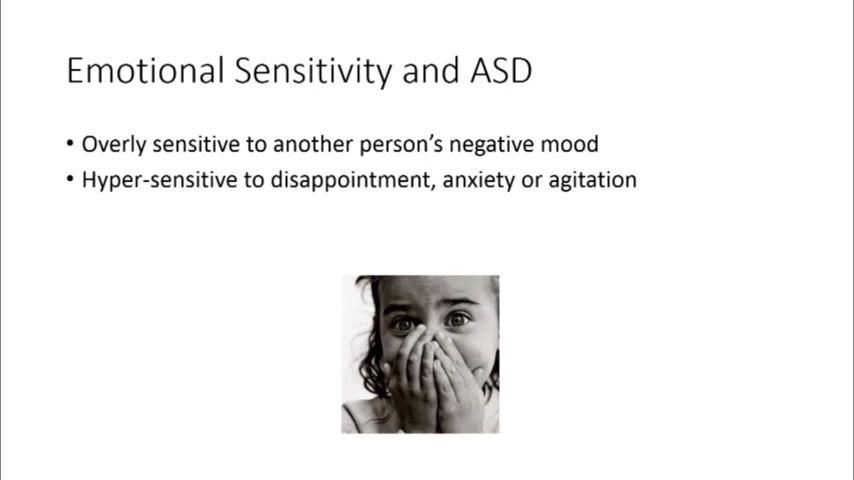 Emotional Sensitivity and ASD
• Overly sensitive to another person’s negative mood
• Hyper-sensitive to disappointment, anxiety or agitation